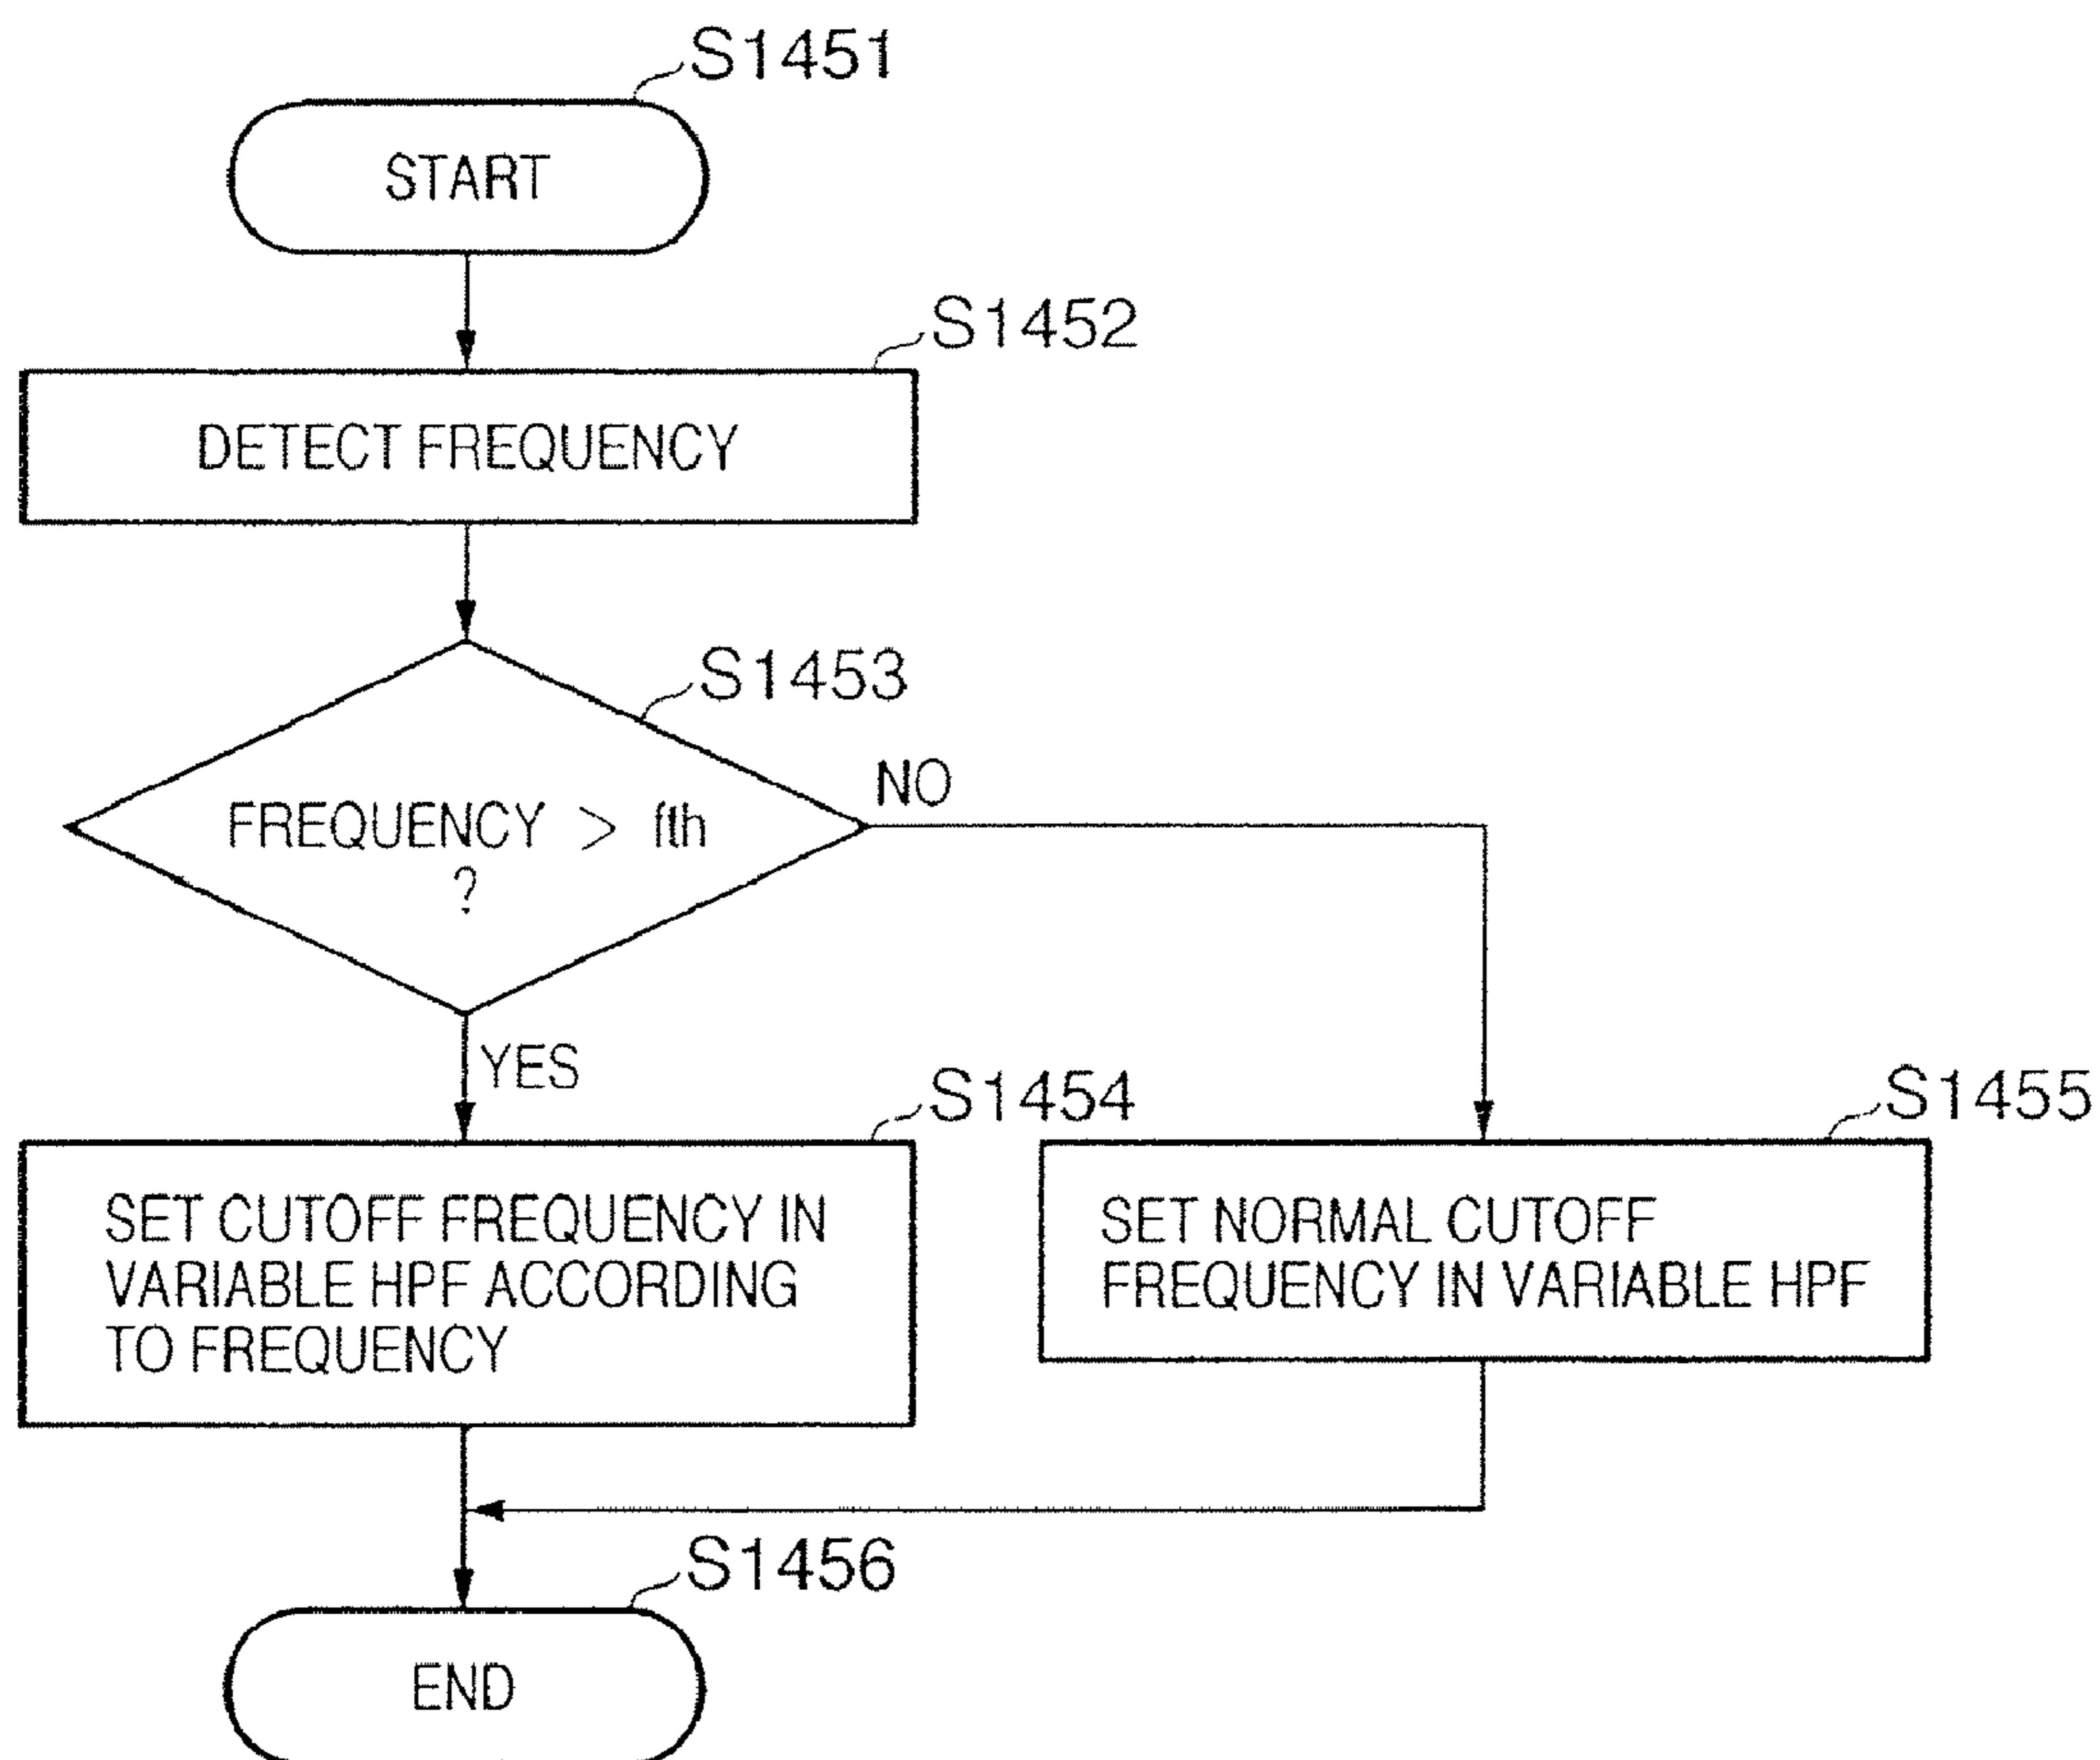 S1451
START
S1452
DETECT FREQUENCY
S1453
FREQUENCY > fth
?
NO
YES
S1454
SET CUTOFF FREQUENCY IN
VARIABLE HPF ACCORDING
TO FREQUENCY
S1455
SET NORMAL CUTOFF
FREQUENCY IN VARIABLE HPF
S1456
END